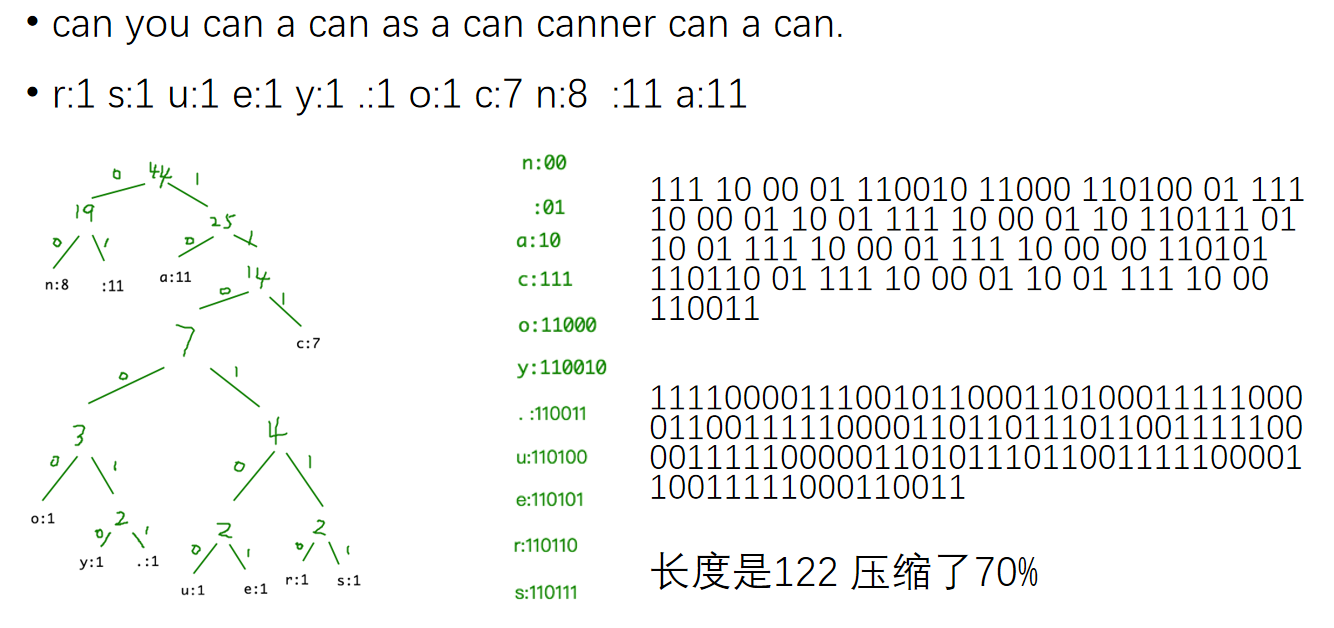 • can you can a can as a can canner can a can.
• r:1 s:1 u:1 e:1 y:1 .:1 o:1 c:7 n:8  :11 a:11
0 44 1
19 25
0 1 0 1
n:8 :11 a:11 14
0 1
7 c:7
0 1
3 4
0 1 0 1
o:1 2 2 2
0 1 0 1 0 1
y:1 .:1 u:1 e:1 r:1 s:1
n:00
:01
a:10
c:111
o:11000
y:110010
. :110011
u:110100
e:110101
r:110110
s:110111
111 10 00 01 110010 11000 110100 01 111
10 00 01 10 01 111 10 00 01 10 110111 01
10 01 111 10 00 01 111 10 00 00 110101
110110 01 111 10 00 01 10 01 111 10 00
110011
11110000111001011000110100011111000
01100111110000110110111011001111100
00111110000011010111011001111100001
10011111000110011
长度是122 压缩了70%